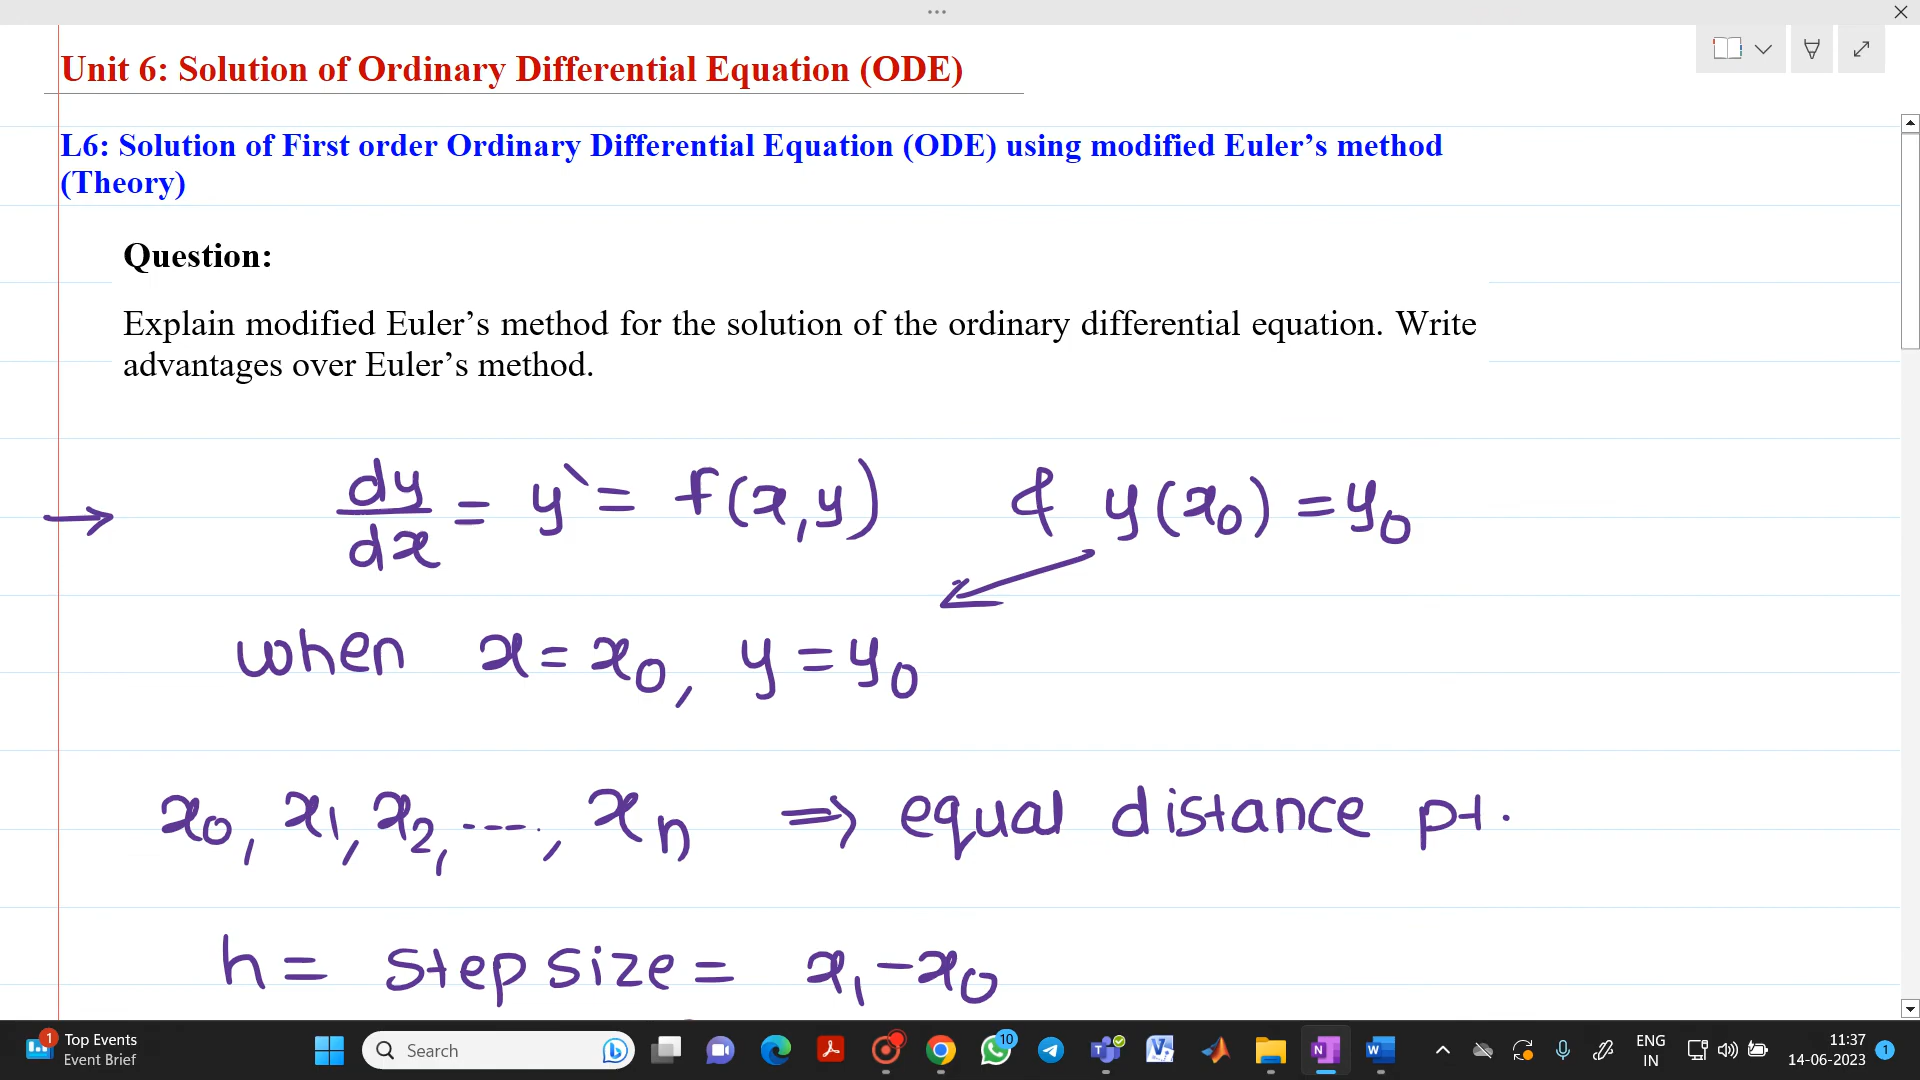 Unit 6: Solution of Ordinary Differential Equation (ODE)
L6: Solution of First order Ordinary Differential Equation (ODE) using modified Euler’s method
(Theory)
Question:
Explain modified Euler’s method for the solution of the ordinary differential equation. Write
advantages over Euler’s method.
→ dy/dx = y` = f(x,y) & y(x₀) = y₀
when x = x₀, y = y₀
x₀, x₁, x₂, ----, xₙ ⇒ equal distance pt.
h = step size = x₁ - x₀
1 Top Events
Event Brief
Search
10
ENG
IN
11:37
14-06-2023
1